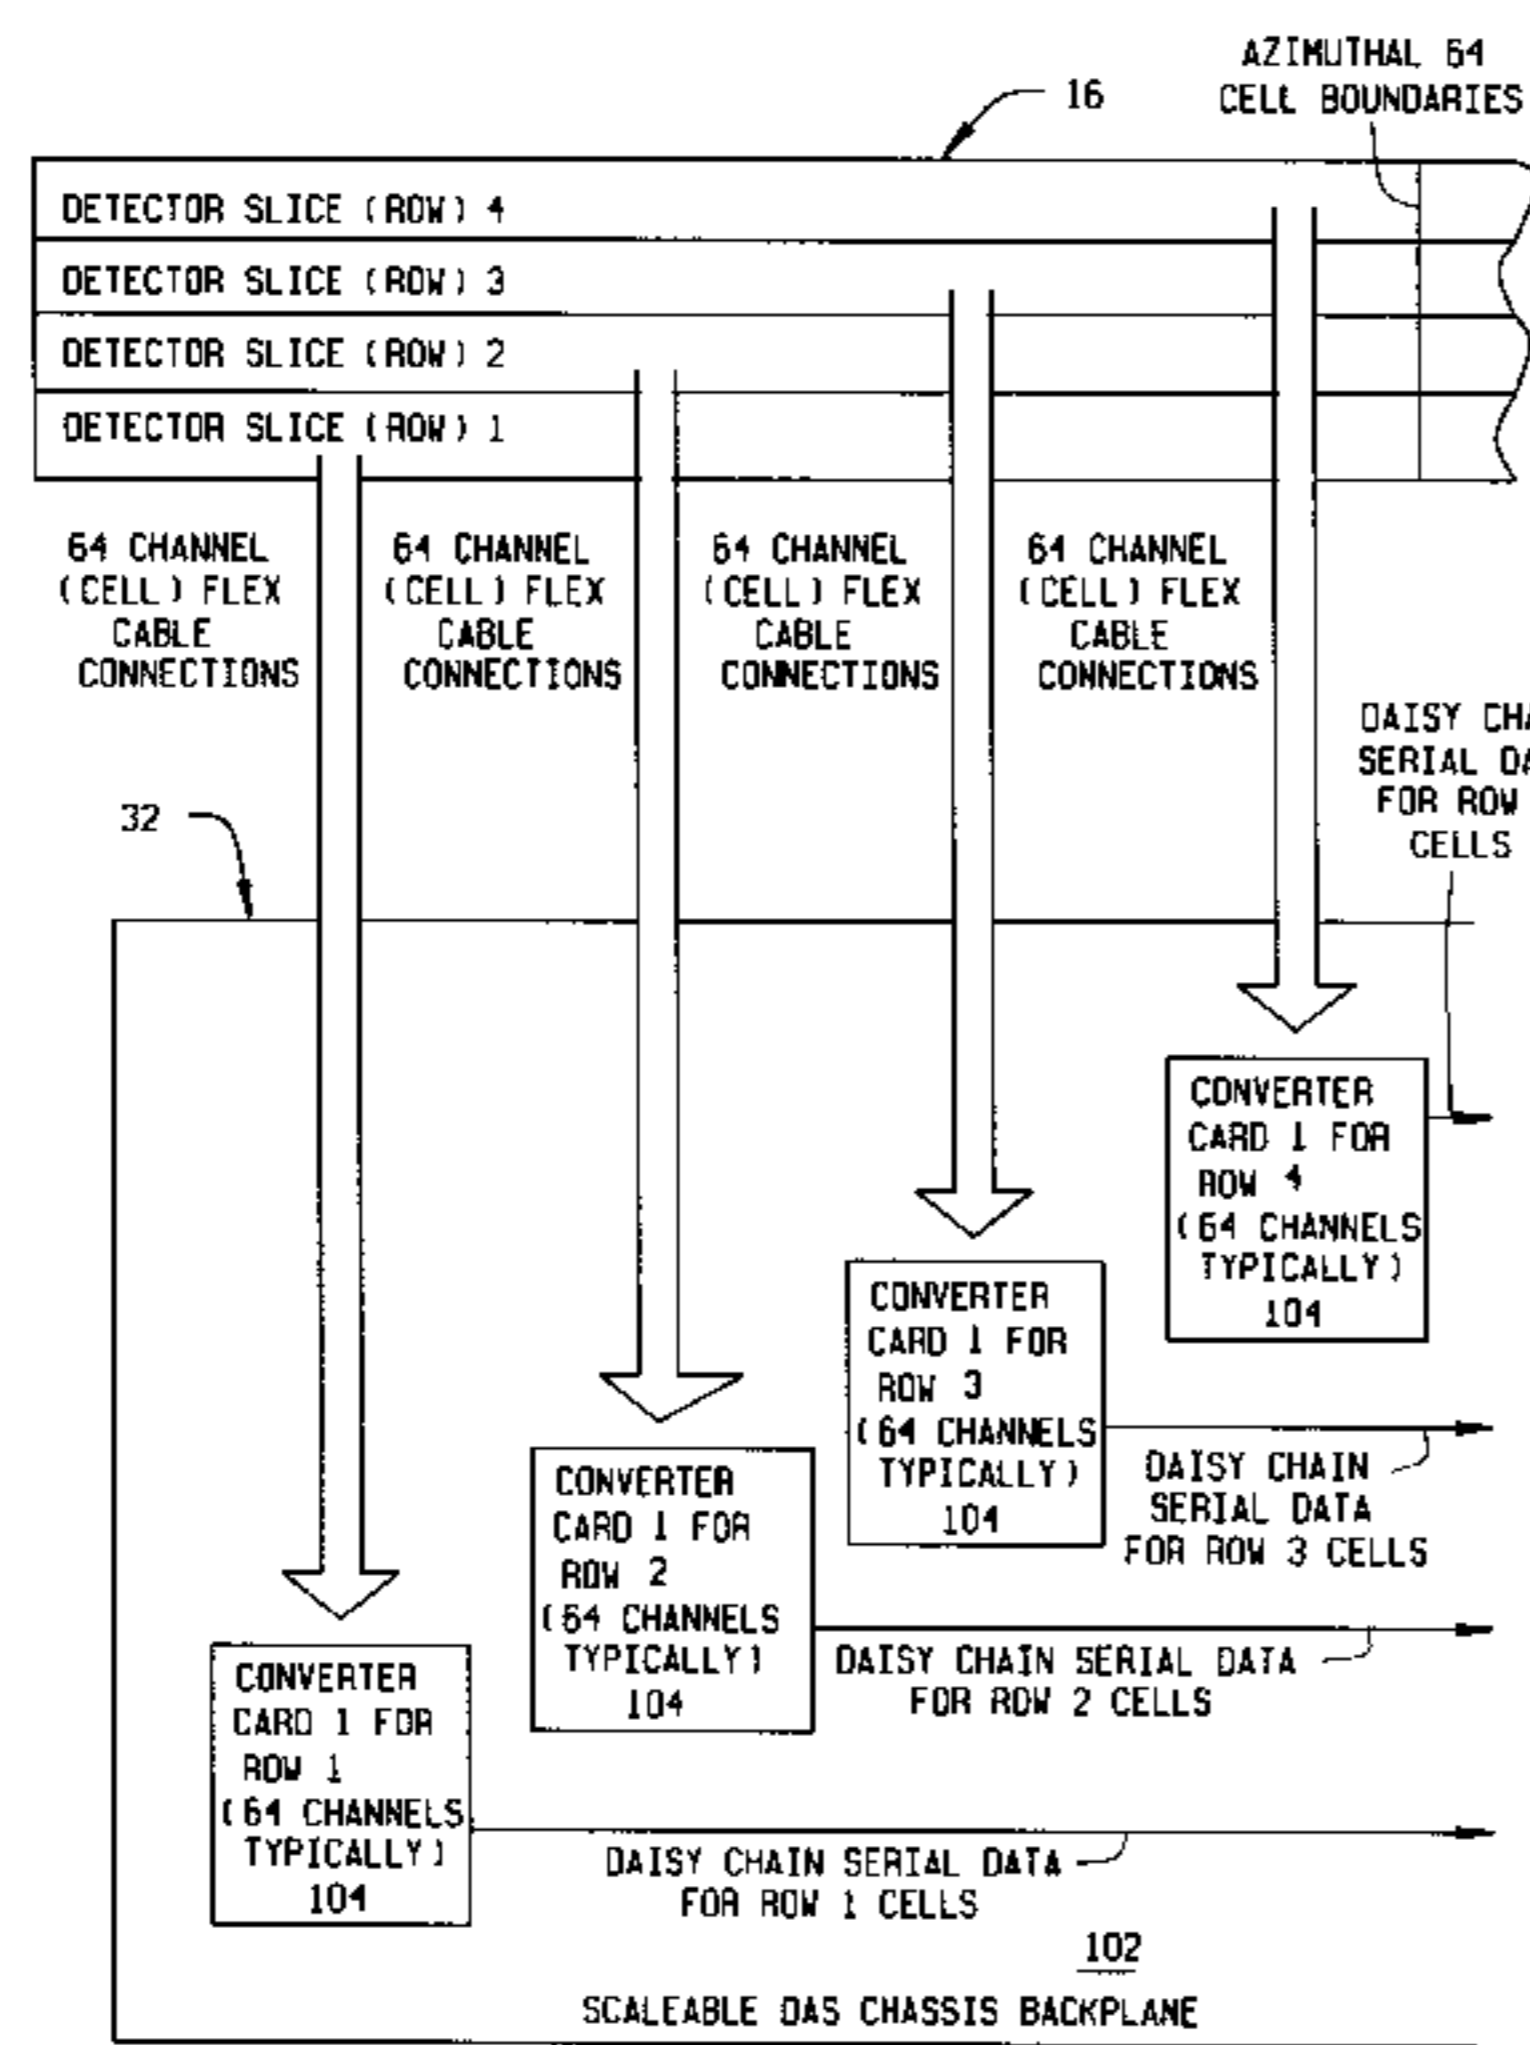 AZIMUTHAL 64
CELL BOUNDARIES
16
DETECTOR SLICE (ROW) 4
DETECTOR SLICE (ROW) 3
DETECTOR SLICE (ROW) 2
DETECTOR SLICE (ROW) 1
64 CHANNEL
(CELL) FLEX
CABLE
CONNECTIONS
64 CHANNEL
(CELL) FLEX
CABLE
CONNECTIONS
64 CHANNEL
(CELL) FLEX
CABLE
CONNECTIONS
64 CHANNEL
(CELL) FLEX
CABLE
CONNECTIONS
DAISY
SERIAL
FOR ROW
CELLS
32
CONVERTER
CARD 1 FOR
ROW 4
(64 CHANNELS
TYPICALLY)
104
CONVERTER
CARD 1 FOR
ROW 3
(64 CHANNELS
TYPICALLY)
104
DAISY CHAIN
SERIAL DATA
FOR ROW 3 CELLS
CONVERTER
CARD 1 FOR
ROW 2
(64 CHANNELS
TYPICALLY)
104
DAISY CHAIN SERIAL DATA
FOR ROW 2 CELLS
CONVERTER
CARD 1 FOR
ROW 1
(64 CHANNELS
TYPICALLY)
104
DAISY CHAIN SERIAL DATA
FOR ROW 1 CELLS
102
SCALEABLE DAS CHASSIS BACKPLANE